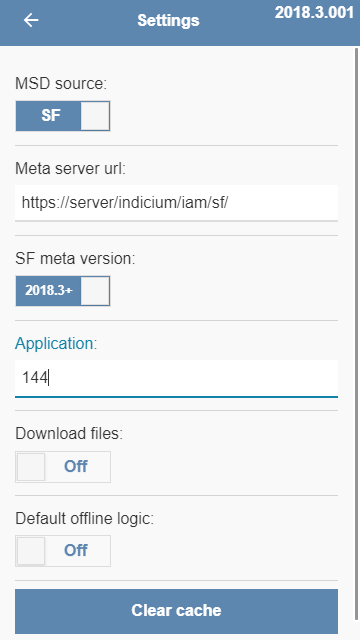 Settings
2018.3.001
MSD source:
SF
Meta server url:
https://server/indicium/iam/sf/
SF meta version:
2018.3+
Application:
144
Download files:
Off
Default offline logic:
Off
Clear cache